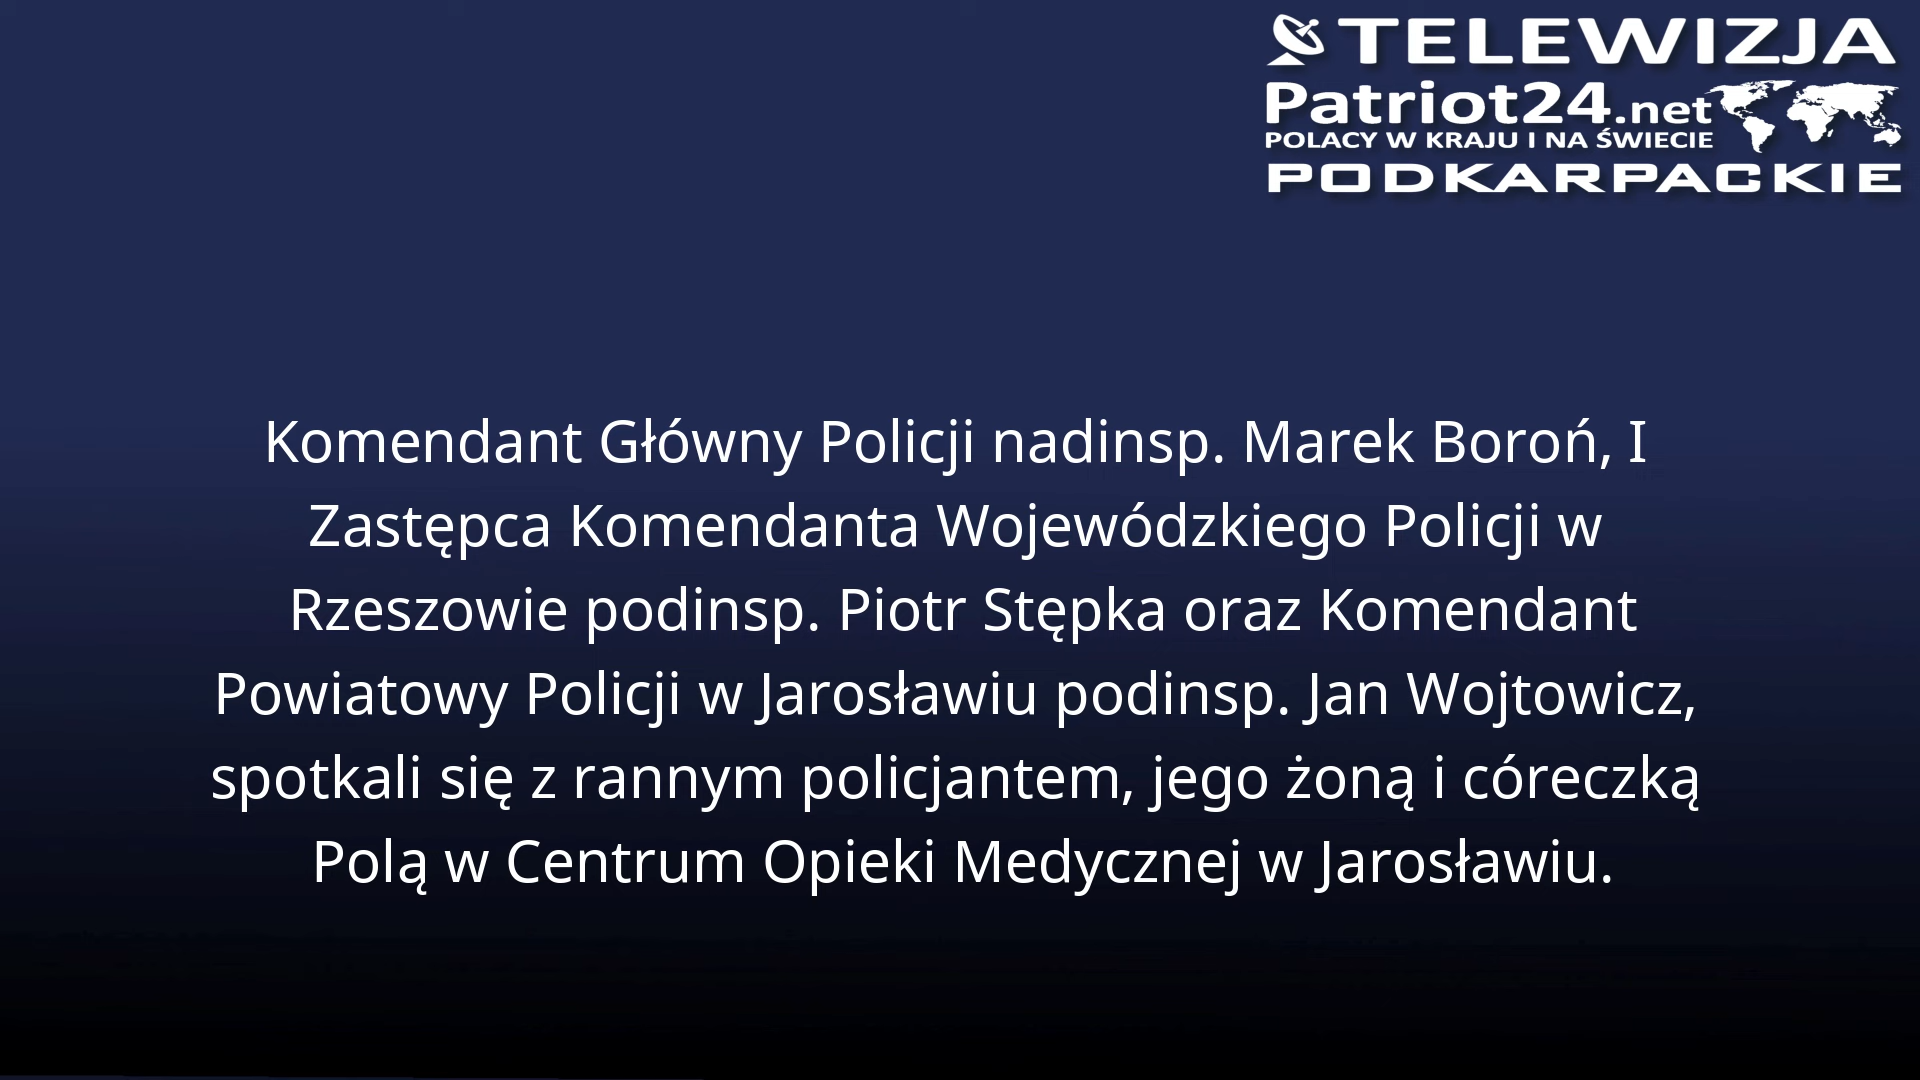 TELEWIZJA
Patriot24.net
POLACY W KRAJU I NA ŚWIECIE
PODKARPACKIE
Komendant Główny Policji nadinsp. Marek Boroń, I
Zastępca Komendanta Wojewódzkiego Policji w
Rzeszowie podinsp. Piotr Stępka oraz Komendant
Powiatowy Policji w Jarosławiu podinsp. Jan Wojtowicz,
spotkali się z rannym policjantem, jego żoną i córeczką
Polą w Centrum Opieki Medycznej w Jarosławiu.